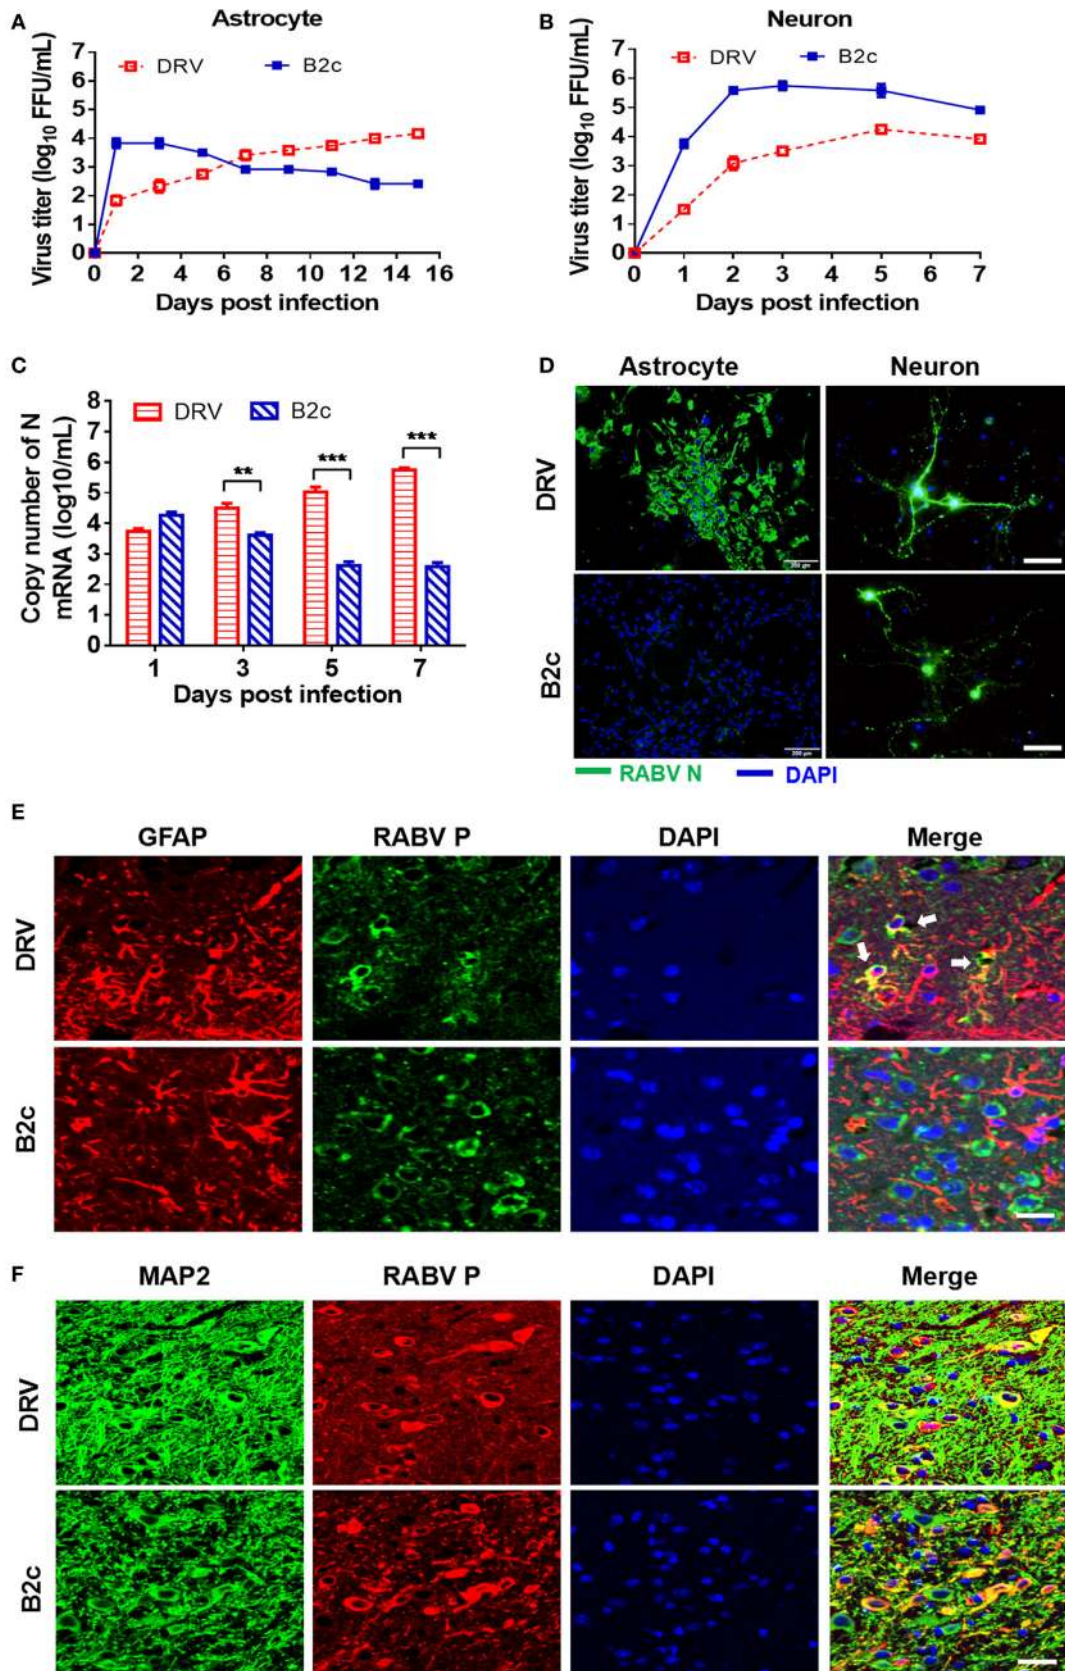 A
Astrocyte
DRV
B2c
Virus titer (log10 FFU/mL)
7
6
5
4
3
2
1
0
0 2 4 6 8 10 12 14 16
Days post infection
B
Neuron
DRV
B2c
Virus titer (log10 FFU/mL)
7
6
5
4
3
2
1
0
0 1 2 3 5 6 7
Days post infection
C
DRV
B2c
Copy number of N
mRNA (log10/mL)
8
7
6
5
4
3
2
1
0
** *** ***
1 3 5 7
Days post infection
D
Astrocyte
Neuron
DRV
200 μm
B2c
200 μm
RABV N
DAPI
E
GFAP
RABV P
DAPI
Merge
DRV
B2c
F
MAP2
RABV P
DAPI
Merge
DRV
B2c